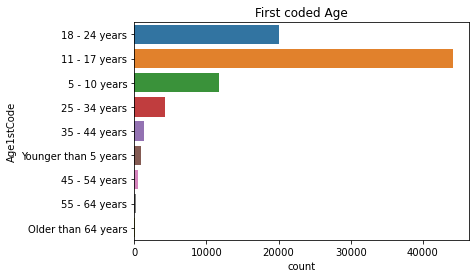 First coded Age
Age1stCode
18 - 24 years
11 - 17 years
5 - 10 years
25 - 34 years
35 - 44 years
Younger than 5 years
45 - 54 years
55 - 64 years
Older than 64 years
0 10000 20000 30000 40000
count